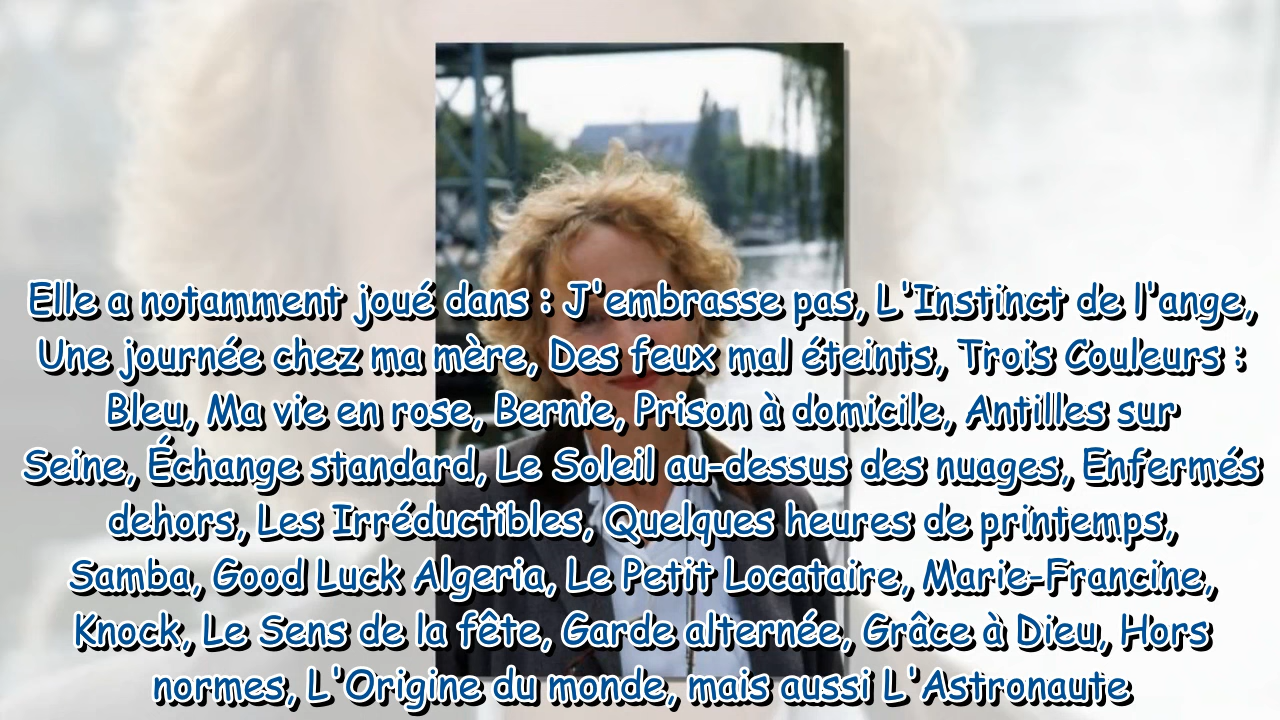 Elle a notamment joué dans : J'embrasse pas, L'Instinct de l'ange,
Une journée chez ma mère, Des feux mal éteints, Trois Couleurs :
Bleu, Ma vie en rose, Bernie, Prison à domicile, Antilles sur
Seine, Échange standard, Le Soleil au-dessus des nuages, Enfermés
dehors, Les Irréductibles, Quelques heures de printemps,
Samba, Good Luck Algeria, Le Petit Locataire, Marie-Francine,
Knock, Le Sens de la fête, Garde alternée, Grâce à Dieu, Hors
normes, L'Origine du monde, mais aussi L'Astronaute